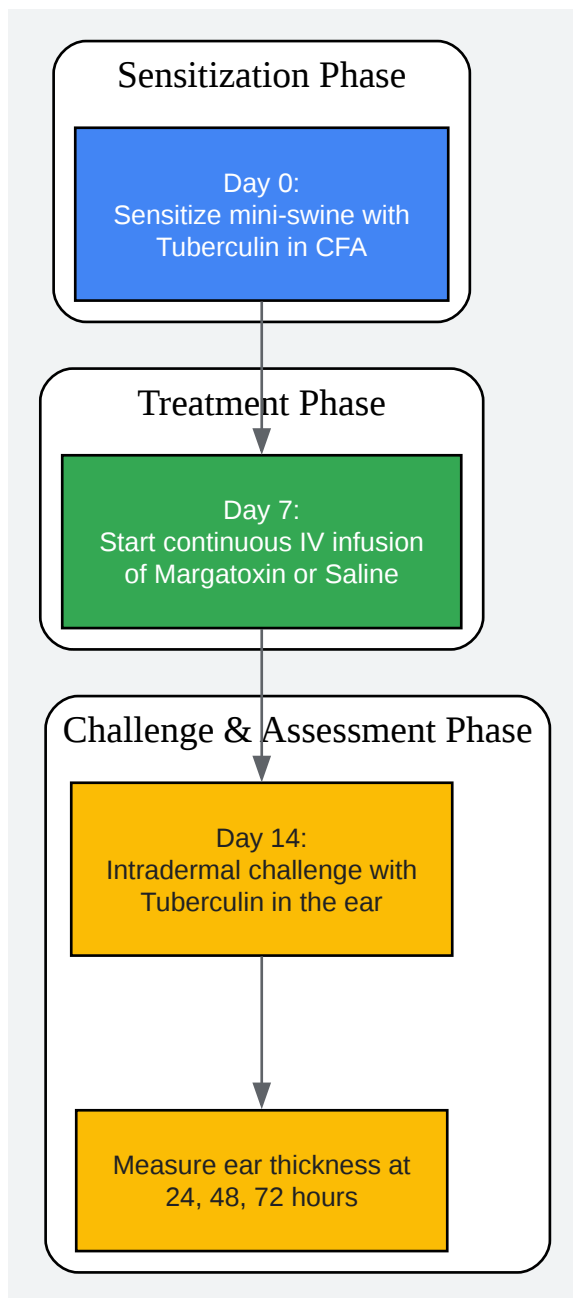 Sensitization Phase
Day 0:
Sensitize mini-swine with
Tuberculin in CFA
Treatment Phase
Day 7:
Start continuous IV infusion
of Margatoxin or Saline
Challenge & Assessment Phase
Day 14:
Intradermal challenge with
Tuberculin in the ear
Measure ear thickness at
24, 48, 72 hours